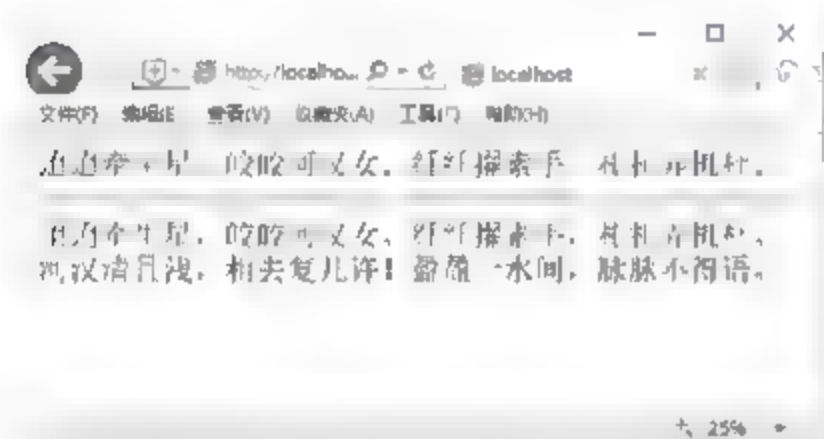 http://localho... localhost
文件(F) 编辑(E 查看(V) 收藏夹(A) 工具(T) 帮助(H)
迢迢牵牛星，皎皎河汉女。纤纤擢素手，札札弄机杼。
迢迢牵牛星，皎皎河汉女。纤纤擢素手，札札弄机杼。
河汉清且浅，相去复几许！盈盈一水间，脉脉不得语。
25%